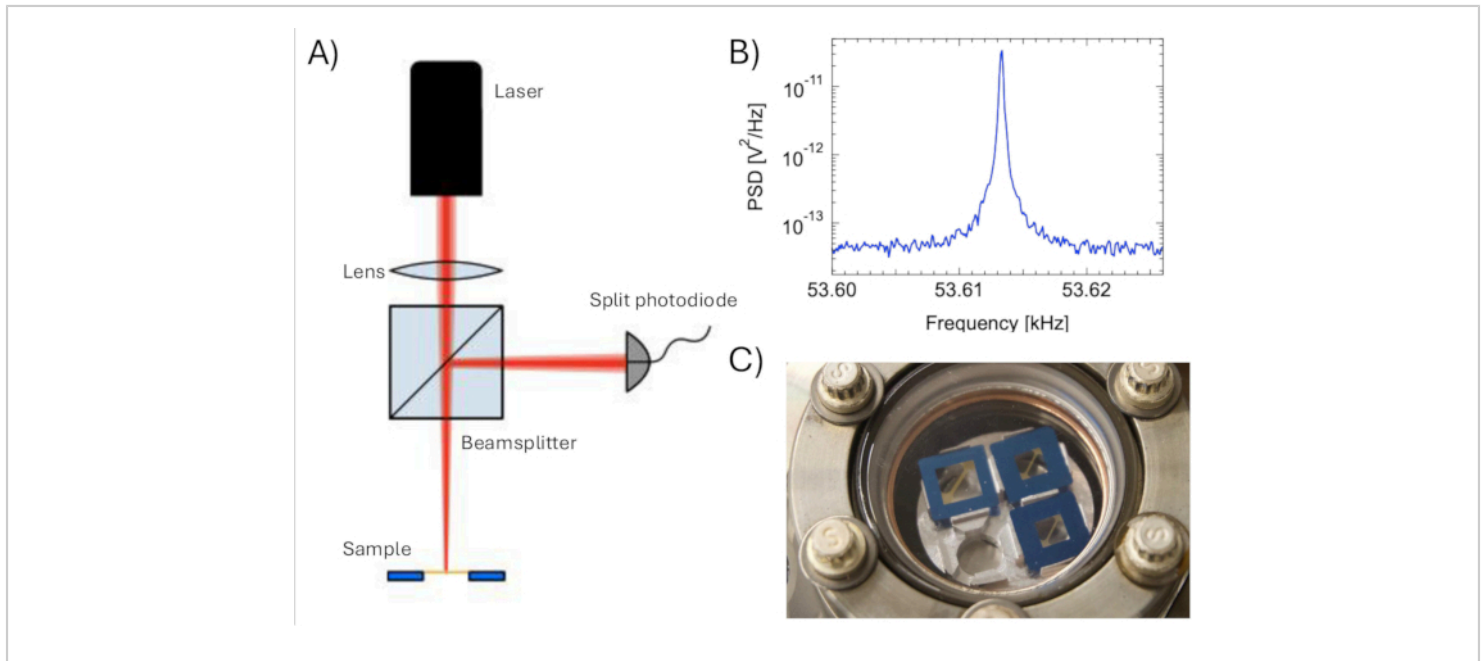 A)
Laser
Lens
Split photodiode
Beamsplitter
Sample
B)
PSD [V²/Hz]
10⁻¹¹
10⁻¹²
10⁻¹³
53.60 53.61 53.62
Frequency [kHz]
C)
S
S
S
S